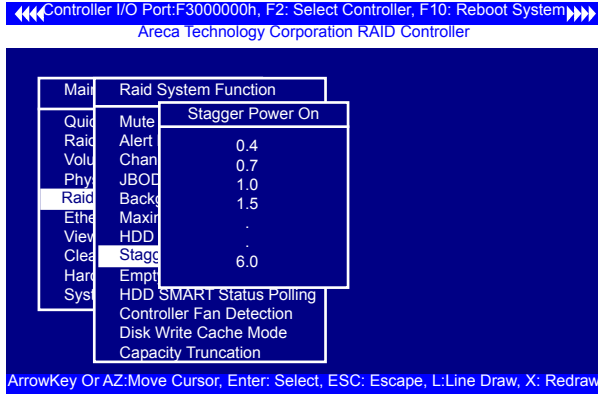 Controller I/O Port:F3000000h, F2: Select Controller, F10: Reboot System
Areca Technology Corporation RAID Controller
Main
Raid System Function
Stagger Power On
Quic
Raid
Volu
Phys
Raid
Ethe
View
Clea
Hard
Syst
Mute
Alert
Chan
JBOD
Backg
Maxim
HDD
Stagg
Empt
HDD SMART Status Polling
Controller Fan Detection
Disk Write Cache Mode
Capacity Truncation
0.4
0.7
1.0
1.5
.
.
6.0
ArrowKey Or AZ:Move Cursor, Enter: Select, ESC: Escape, L:Line Draw, X: Redraw